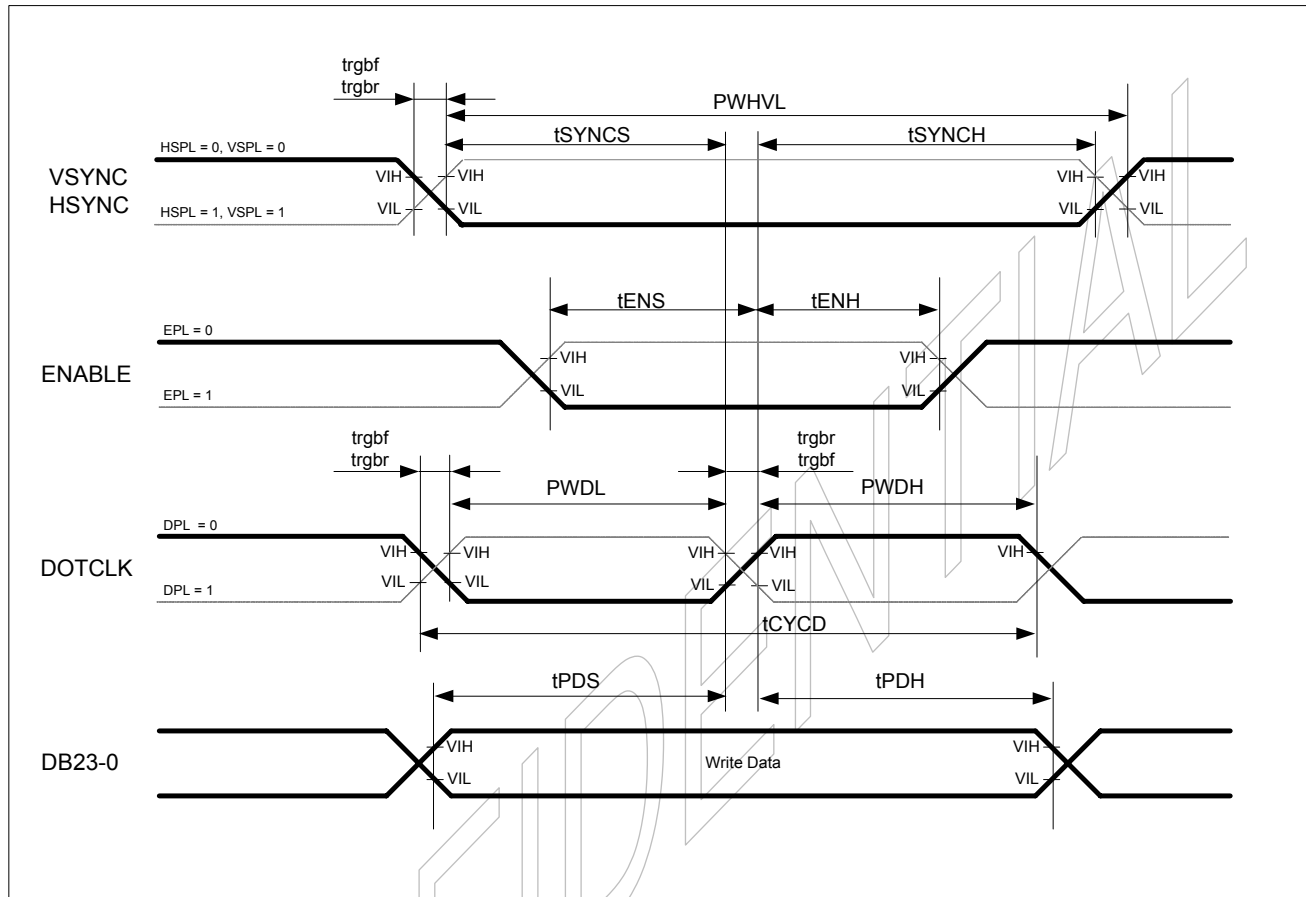 trgbf
trgbr
PWHVL
tSYNCS
tSYNCH
HSPL = 0, VSPL = 0
VSYNC
HSYNC
VIH
VIH
VIH
VIH
VIL
VIL
VIL
VIL
HSPL = 1, VSPL = 1
tENS
tENH
EPL = 0
ENABLE
VIH
VIH
VIL
VIL
EPL = 1
trgbf
trgbr
trgbr
trgbf
PWDL
PWDH
DPL = 0
DOTCLK
VIH
VIH
VIH
VIH
VIH
VIL
VIL
VIL
VIL
DPL = 1
tCYCD
tPDS
tPDH
DB23-0
VIH
VIH
Write Data
VIL
VIL